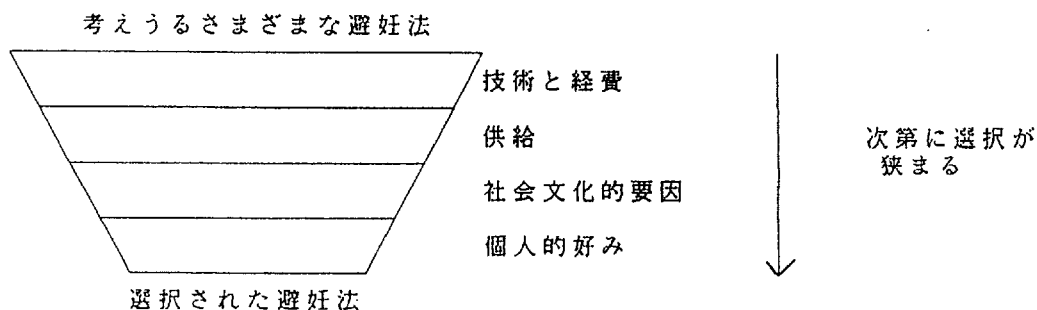 考えうるさまざまな避妊法
技術と経費
供給
社会文化的要因
個人的好み
選択された避妊法
次第に選択が
狭まる